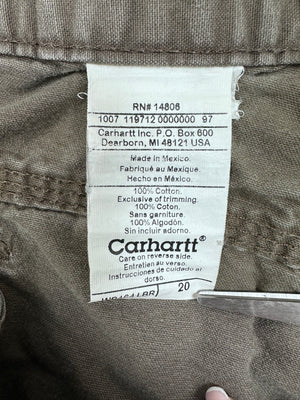 RN# 14806
1007 119712 0000000 97
Carhartt Inc. P.O. Box 600
Dearborn, MI 48121 USA
Made in Mexico.
Fabriqué au Mexique.
Hecho en México.
100% Cotton.
Exclusive of trimming.
100% Coton.
Sans garniture.
100% Algodón.
Sin incluir adorno.
Carhartt®
Care on reverse side.
Entretien au verso.
Instrucciones de cuidado al
dorso.
20